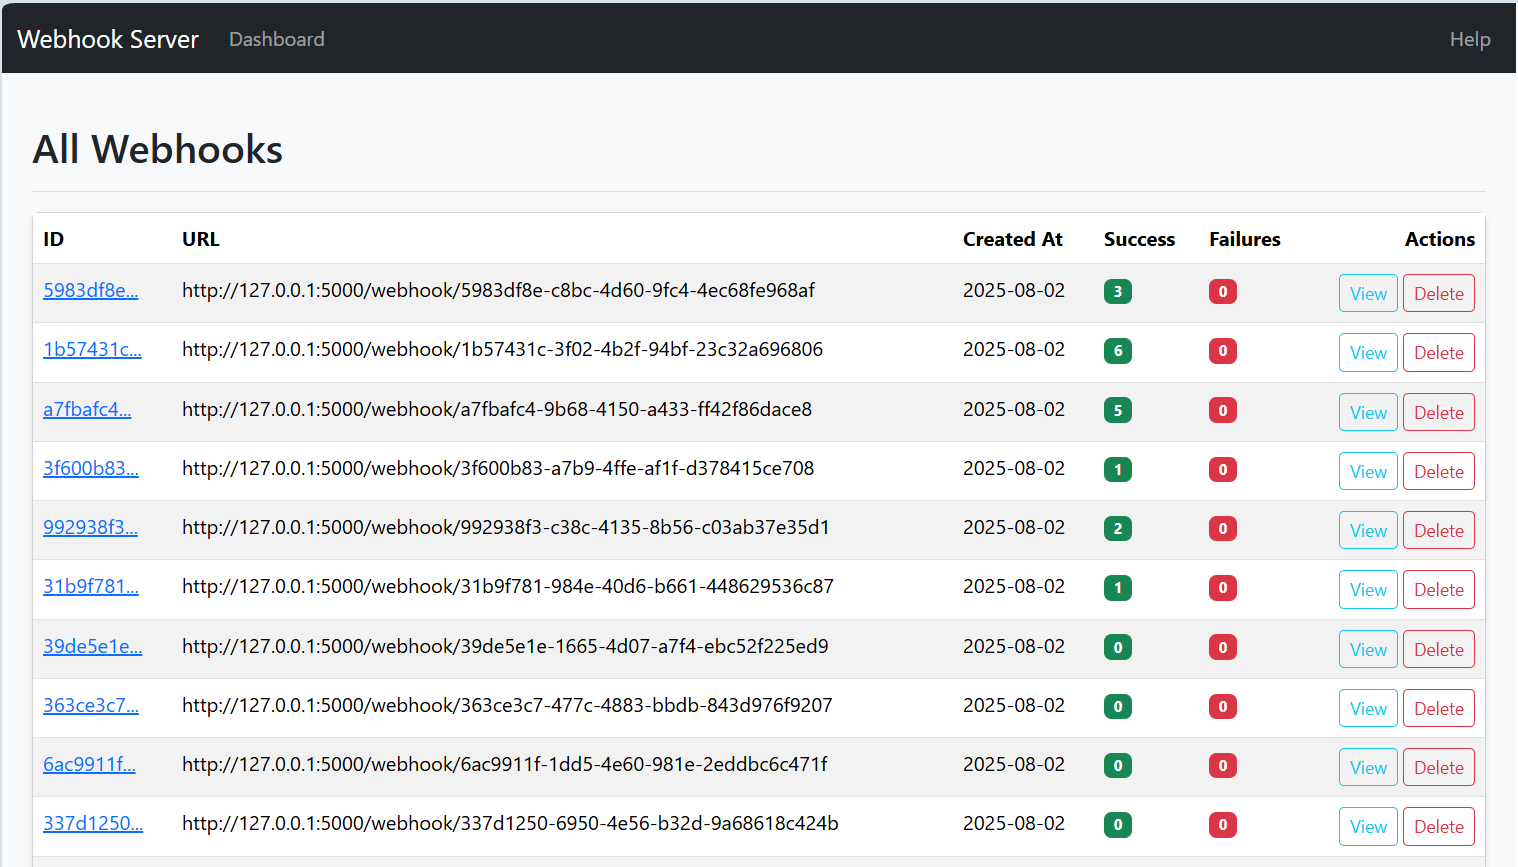 Webhook Server Dashboard Help
All Webhooks
ID URL Created At Success Failures Actions
5983df8e... http://127.0.0.1:5000/webhook/5983df8e-c8bc-4d60-9fc4-4ec68fe968af 2025-08-02 3 0 View Delete
1b57431c... http://127.0.0.1:5000/webhook/1b57431c-3f02-4b2f-94bf-23c32a696806 2025-08-02 6 0 View Delete
a7fbafc4... http://127.0.0.1:5000/webhook/a7fbafc4-9b68-4150-a433-ff42f86dace8 2025-08-02 5 0 View Delete
3f600b83... http://127.0.0.1:5000/webhook/3f600b83-a7b9-4ffe-af1f-d378415ce708 2025-08-02 1 0 View Delete
992938f3... http://127.0.0.1:5000/webhook/992938f3-c38c-4135-8b56-c03ab37e35d1 2025-08-02 2 0 View Delete
31b9f781... http://127.0.0.1:5000/webhook/31b9f781-984e-40d6-b661-448629536c87 2025-08-02 1 0 View Delete
39de5e1e... http://127.0.0.1:5000/webhook/39de5e1e-1665-4d07-a7f4-ebc52f225ed9 2025-08-02 0 0 View Delete
363ce3c7... http://127.0.0.1:5000/webhook/363ce3c7-477c-4883-bbdb-843d976f9207 2025-08-02 0 0 View Delete
6ac9911f... http://127.0.0.1:5000/webhook/6ac9911f-1dd5-4e60-981e-2eddbc6c471f 2025-08-02 0 0 View Delete
337d1250... http://127.0.0.1:5000/webhook/337d1250-6950-4e56-b32d-9a68618c424b 2025-08-02 0 0 View Delete